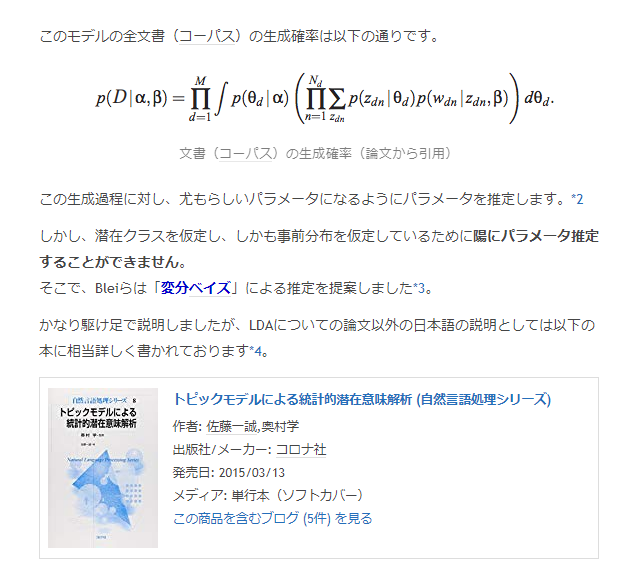 このモデルの全文書（コーパス）の生成確率は以下の通りです。
p(D|α,β) = ∏_{d=1}^{M} ∫ p(θ_d|α) ( ∏_{n=1}^{N_d} ∑_{z_{dn}} p(z_{dn}|θ_d)p(w_{dn}|z_{dn},β) ) dθ_d.
文書（コーパス）の生成確率（論文から引用）
この生成過程に対し、尤もらしいパラメータになるようにパラメータを推定します。*2
しかし、潜在クラスを仮定し、しかも事前分布を仮定しているために陽にパラメータ推定
することができません。
そこで、Bleiらは「変分ベイズ」による推定を提案しました*3。
かなり駆け足で説明しましたが、LDAについての論文以外の日本語の説明としては以下の
本に相当詳しく書かれております*4。
自然言語処理シリーズ 8
トピックモデルによる
統計的潜在意味解析
Natural Language Processing Series
トピックモデルによる統計的潜在意味解析 (自然言語処理シリーズ)
作者: 佐藤一誠,奥村学
出版社/メーカー: コロナ社
発売日: 2015/03/13
メディア: 単行本（ソフトカバー）
この商品を含むブログ (5件) を見る